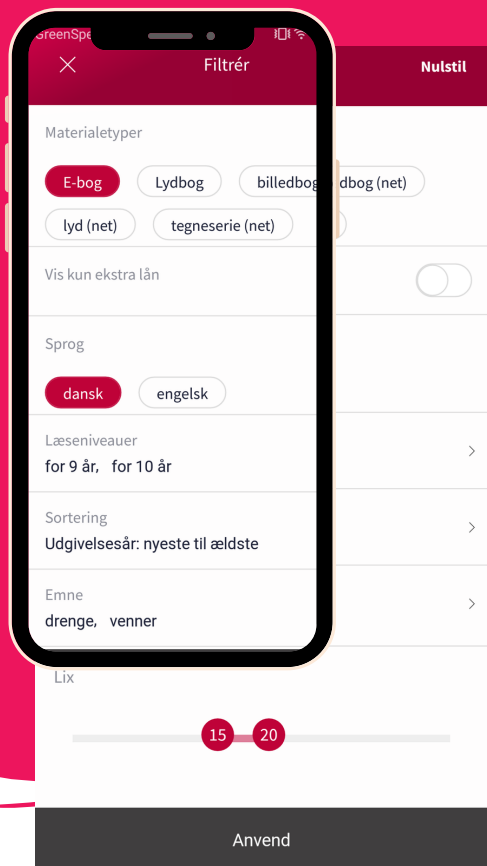 GreenSpe
Filtrér
Nulstil
Materialetyper
E-bog
Lydbog
billedbog
dbog (net)
lyd (net)
tegneserie (net)
Vis kun ekstra lån
Sprog
dansk
engelsk
Læseniveauer
for 9 år, for 10 år
Sortering
Udgivelsesår: nyeste til ældste
Emne
drenge, venner
Lix
15
20
Anvend